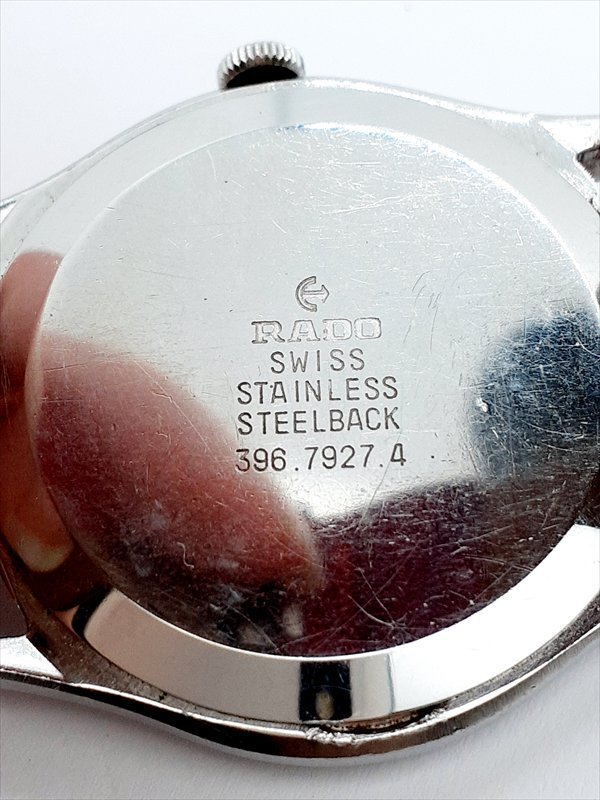 RADO
SWISS
STAINLESS
STEELBACK
396.7927.4